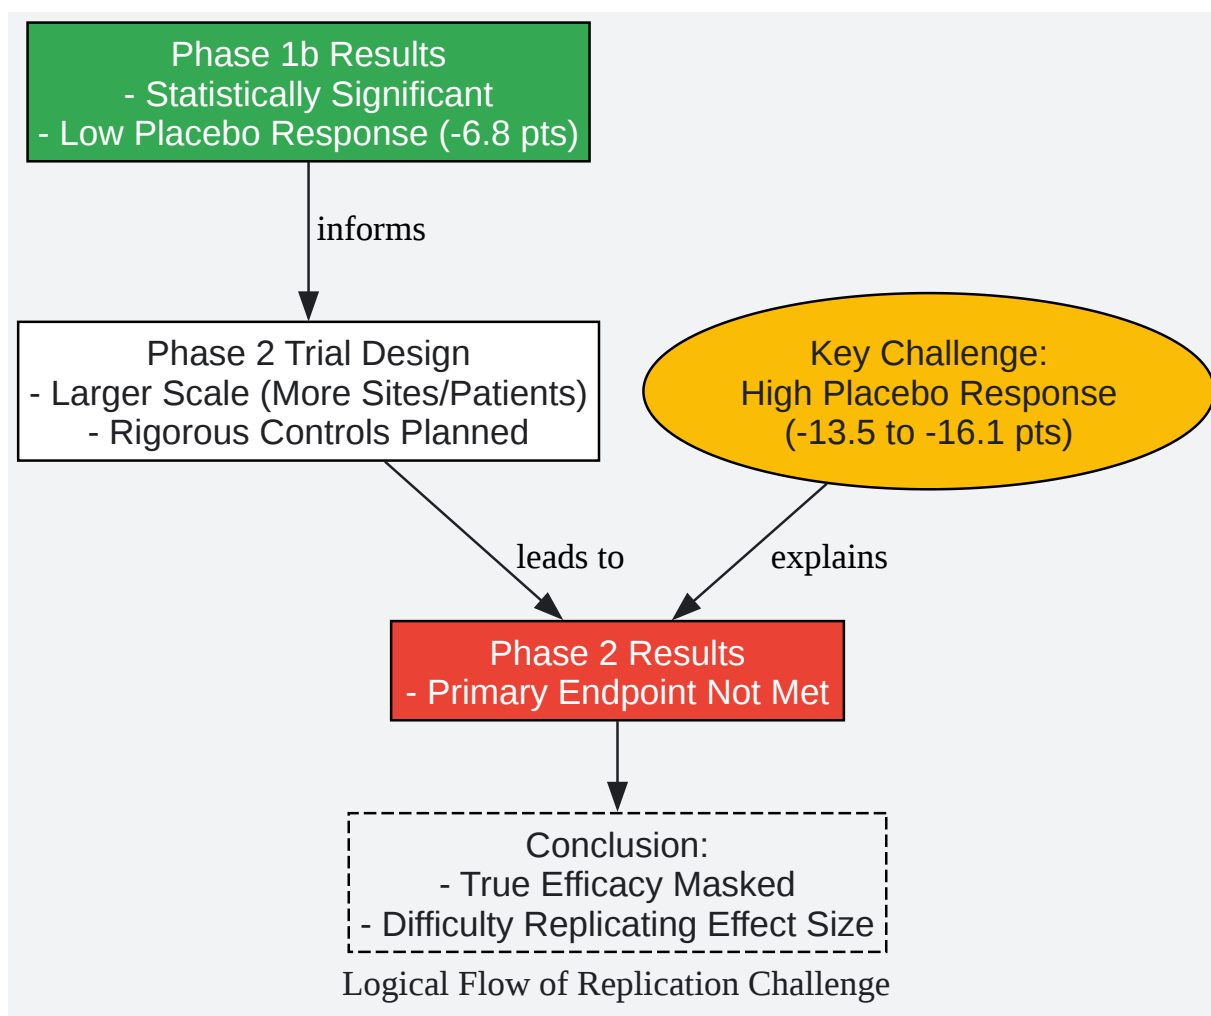 Phase 1b Results
- Statistically Significant
- Low Placebo Response (-6.8 pts)
informs
Phase 2 Trial Design
- Larger Scale (More Sites/Patients)
- Rigorous Controls Planned
Key Challenge:
High Placebo Response
(-13.5 to -16.1 pts)
leads to
explains
Phase 2 Results
- Primary Endpoint Not Met
Conclusion:
- True Efficacy Masked
- Difficulty Replicating Effect Size
Logical Flow of Replication Challenge